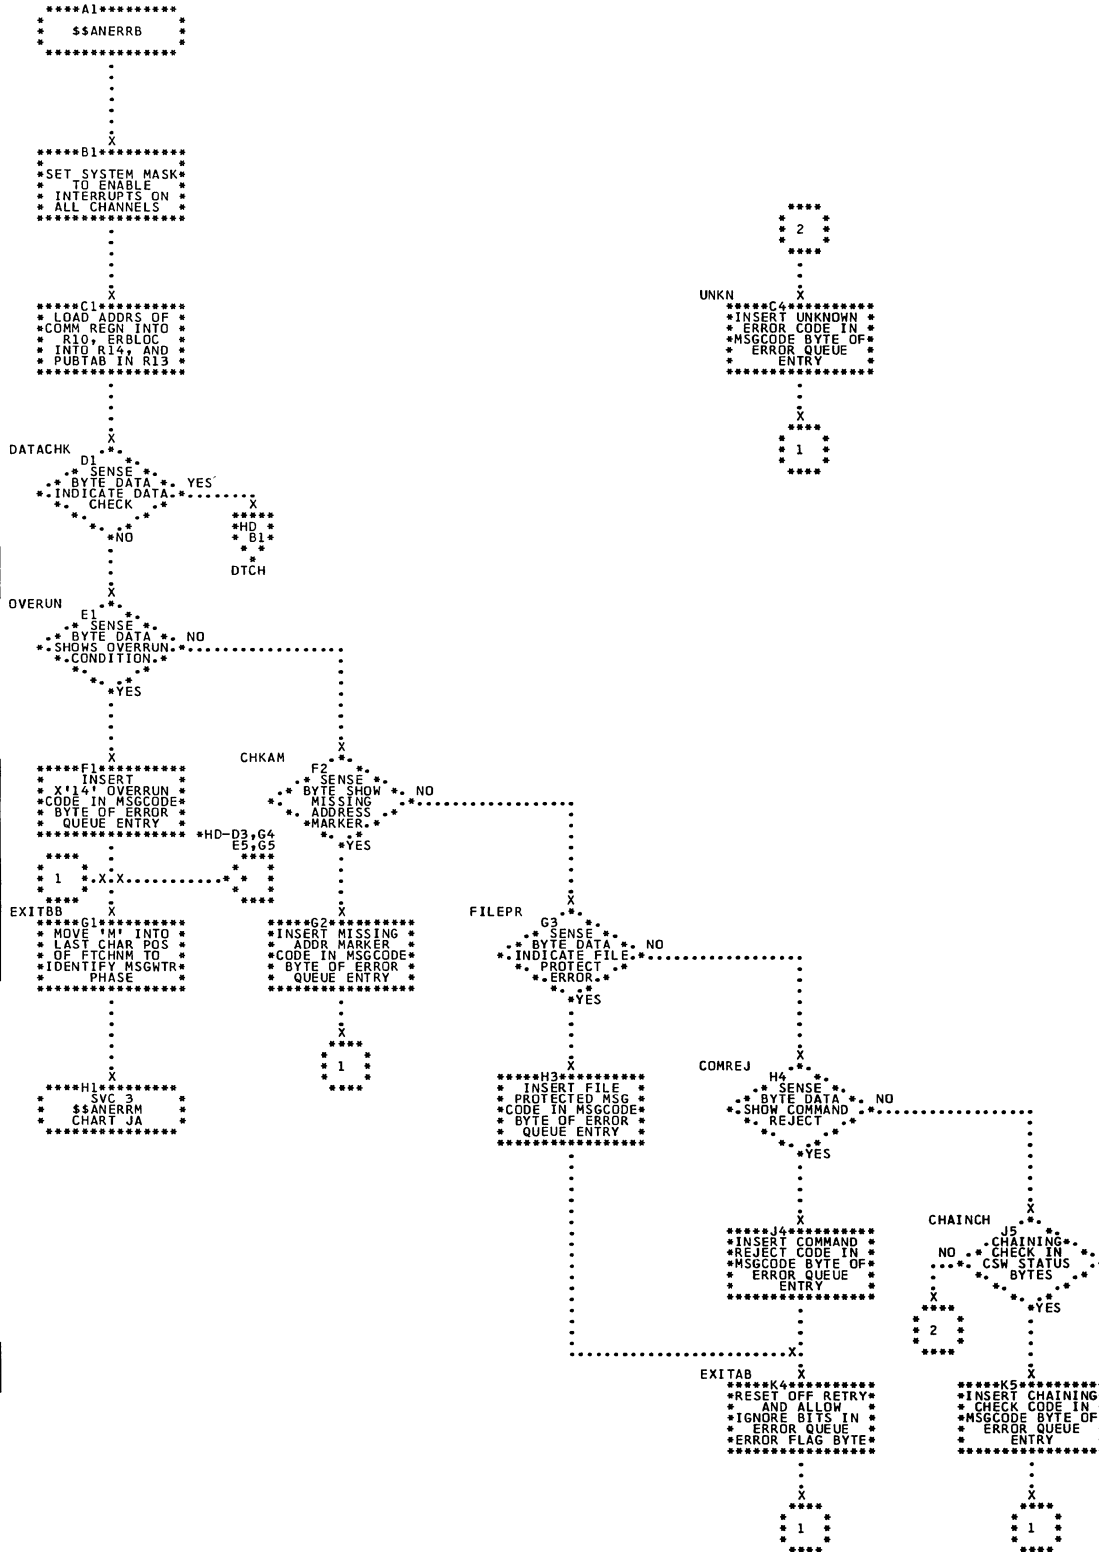 A1
$$ANERRB
B1
SET SYSTEM MASK
TO ENABLE
INTERRUPTS ON
ALL CHANNELS
C1
LOAD ADDRS OF
COMM REGN INTO
R10, ERBLOC
INTO R14, AND
PUBTAB IN R13
2
UNKN
C4
INSERT UNKNOWN
ERROR CODE IN
MSGCODE BYTE OF
ERROR QUEUE
ENTRY
1
DATACHK
D1
SENSE
BYTE DATA
INDICATE DATA
CHECK
YES
NO
HD
B1
DTCH
OVERUN
E1
SENSE
BYTE DATA
SHOWS OVERRUN
CONDITION
NO
YES
F1
INSERT
X'14' OVERRUN
CODE IN MSGCODE
BYTE OF ERROR
QUEUE ENTRY
CHKAM
F2
SENSE
BYTE SHOW
MISSING
ADDRESS
MARKER
NO
YES
*HD-D3,G4
E5,G5
1
EXITBB
G1
MOVE 'M' INTO
LAST CHAR POS
OF FTCHNM TO
IDENTIFY MSGWTR
PHASE
G2
INSERT MISSING
ADDR MARKER
CODE IN MSGCODE
BYTE OF ERROR
QUEUE ENTRY
1
FILEPR
G3
SENSE
BYTE DATA
INDICATE FILE
PROTECT
ERROR
NO
YES
H1
SVC 3
$$ANERRM
CHART JA
H3
INSERT FILE
PROTECTED MSG
CODE IN MSGCODE
BYTE OF ERROR
QUEUE ENTRY
COMREJ
H4
SENSE
BYTE DATA
SHOW COMMAND
REJECT
NO
YES
J4
INSERT COMMAND
REJECT CODE IN
MSGCODE BYTE OF
ERROR QUEUE
ENTRY
CHAINCH
J5
CHAINING
CHECK IN
CSW STATUS
BYTES
NO
YES
2
EXITAB
K4
RESET OFF RETRY
AND ALLOW
IGNORE BITS IN
ERROR QUEUE
ERROR FLAG BYTE
1
K5
INSERT CHAINING
CHECK CODE IN
MSGCODE BYTE OF
ERROR QUEUE
ENTRY
1